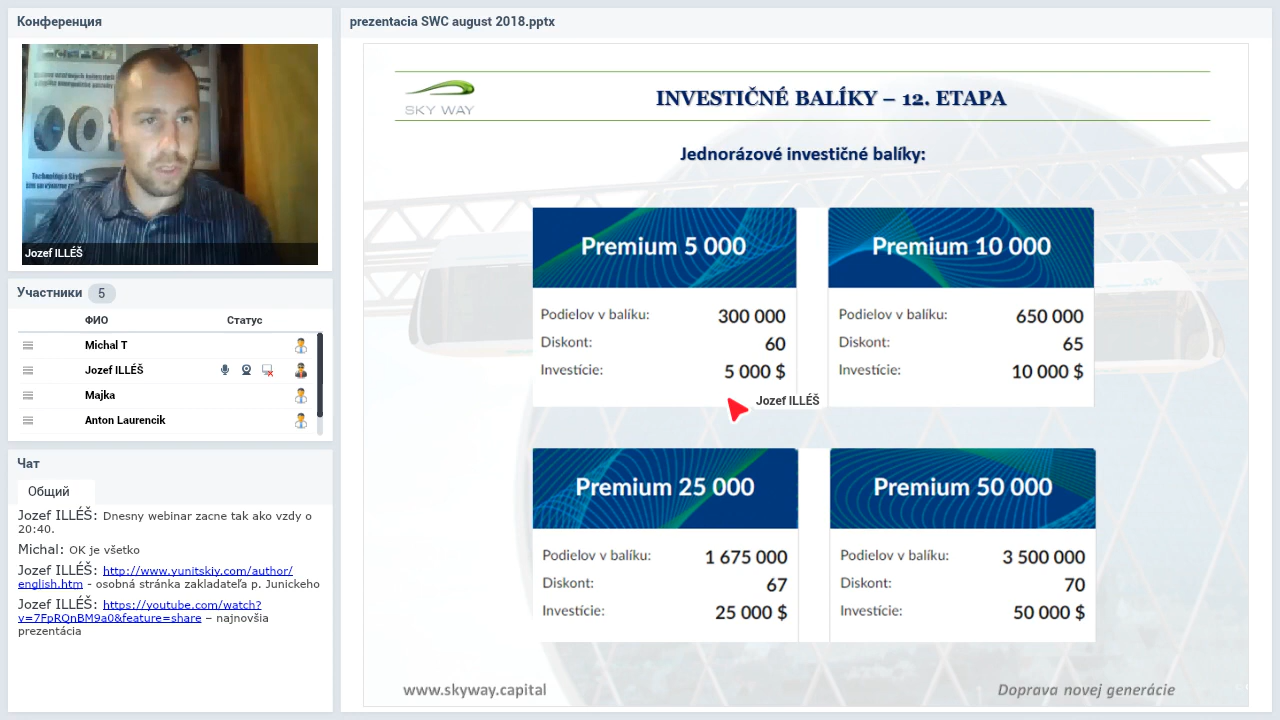 Конференция
Jozef ILLÉŠ
Участники 5
ФИО Статус
Michal T
Jozef ILLÉŠ
Majka
Anton Laurencik
Чат
Общий
Jozef ILLÉŠ: Dnesny webinar zacne tak ako vzdy o
20:40.
Michal: OK je všetko
Jozef ILLÉŠ: http://www.yunitskiy.com/author/
english.htm - osobná stránka zakladateľa p. Junickeho
Jozef ILLÉŠ: https://youtube.com/watch?
v=7FpRQnBM9a0&feature=share – najnovšia
prezentácia
prezentacia SWC august 2018.pptx
SKY WAY
INVESTIČNÉ BALÍKY – 12. ETAPA
Jednorázové investičné balíky:
Premium 5 000
Podielov v balíku: 300 000
Diskont: 60
Investície: 5 000 $
Premium 10 000
Podielov v balíku: 650 000
Diskont: 65
Investície: 10 000 $
Jozef ILLÉŠ
Premium 25 000
Podielov v balíku: 1 675 000
Diskont: 67
Investície: 25 000 $
Premium 50 000
Podielov v balíku: 3 500 000
Diskont: 70
Investície: 50 000 $
www.skyway.capital
Doprava novej generácie